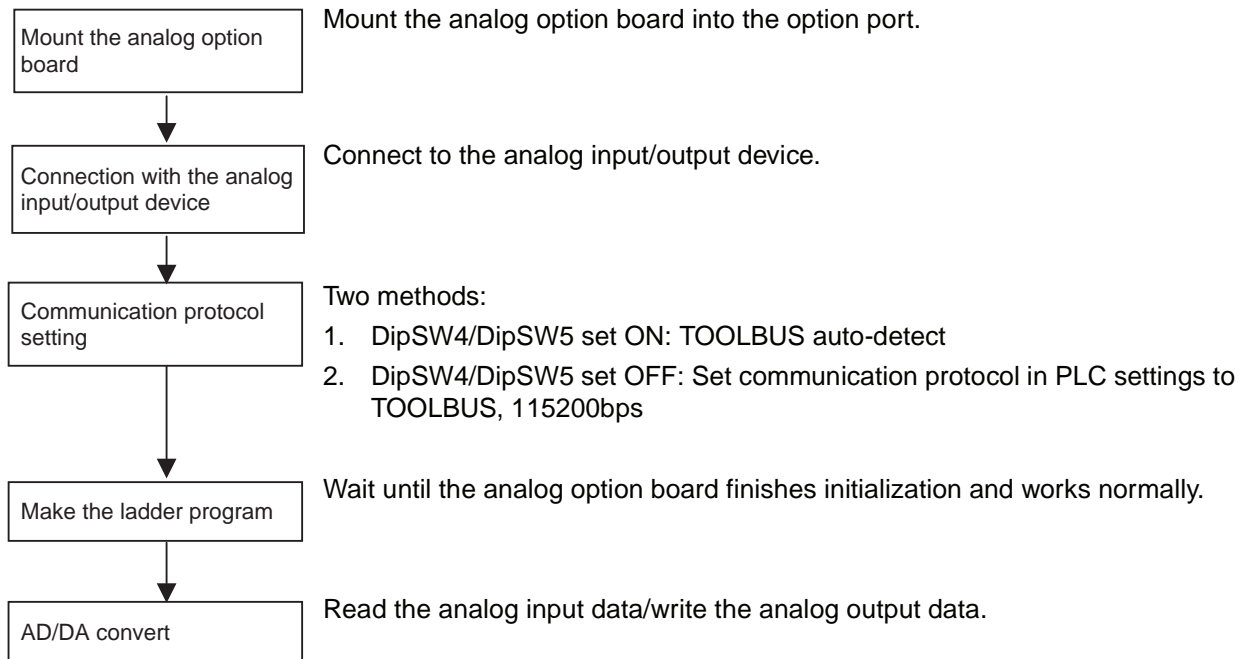 Mount the analog option
board
Mount the analog option board into the option port.
Connection with the analog
input/output device
Connect to the analog input/output device.
Communication protocol
setting
Two methods:
1. DipSW4/DipSW5 set ON: TOOLBUS auto-detect
2. DipSW4/DipSW5 set OFF: Set communication protocol in PLC settings to
TOOLBUS, 115200bps
Make the ladder program
Wait until the analog option board finishes initialization and works normally.
AD/DA convert
Read the analog input data/write the analog output data.